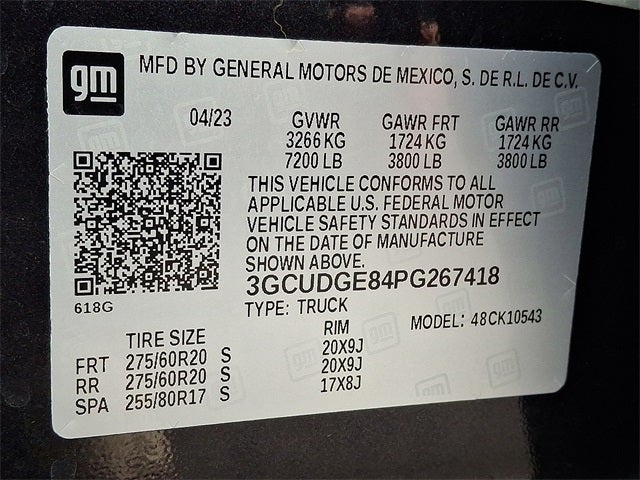 gm
MFD BY GENERAL MOTORS DE MEXICO, S. DE R.L. DE C.V.
04/23 GVWR GAWR FRT GAWR RR
3266 KG 1724 KG 1724 KG
7200 LB 3800 LB 3800 LB
THIS VEHICLE CONFORMS TO ALL
APPLICABLE U.S. FEDERAL MOTOR
VEHICLE SAFETY STANDARDS IN EFFECT
ON THE DATE OF MANUFACTURE
SHOWN ABOVE.
3GCUDGE84PG267418
618G
TYPE: TRUCK
MODEL: 48CK10543
TIRE SIZE RIM
FRT 275/60R20 S 20X9J
RR 275/60R20 S 20X9J
SPA 255/80R17 S 17X8J